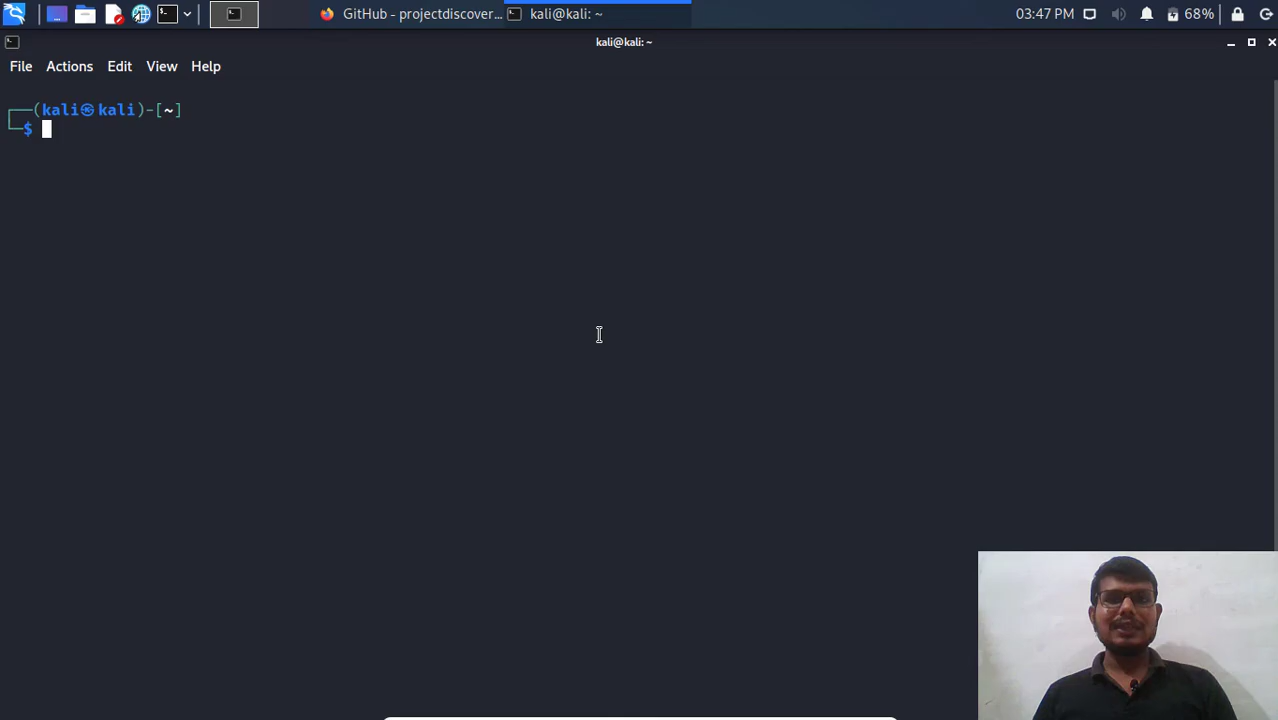 GitHub - projectdiscover...
kali@kali: ~
03:47 PM
68%
kali@kali: ~
File Actions Edit View Help
┌──(kali㉿kali)-[~]
└─$